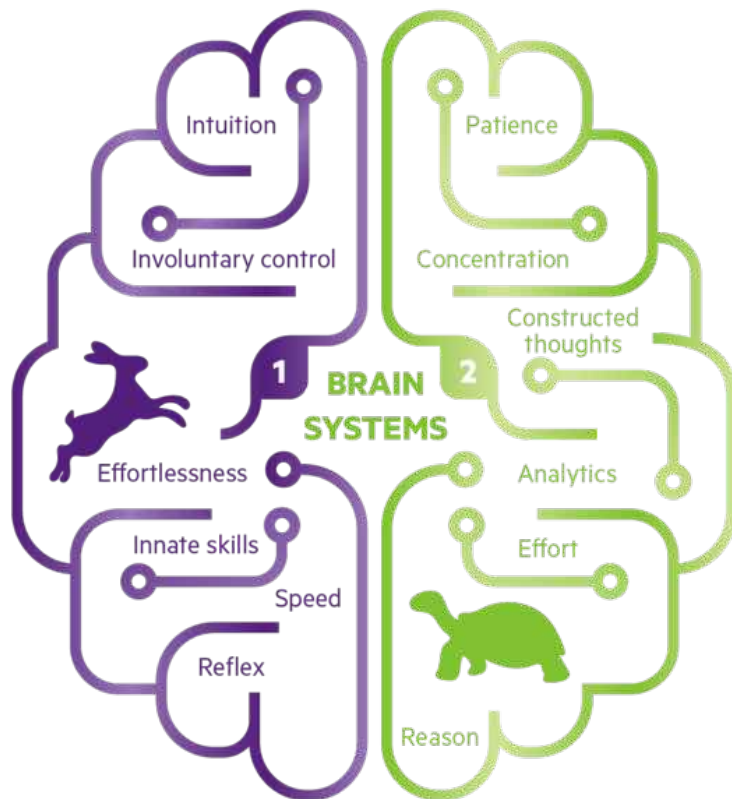 Intuition
Involuntary control
1
Effortlessness
Innate skills
Speed
Reflex
BRAIN
SYSTEMS
Patience
Concentration
Constructed
thoughts
2
Analytics
Effort
Reason